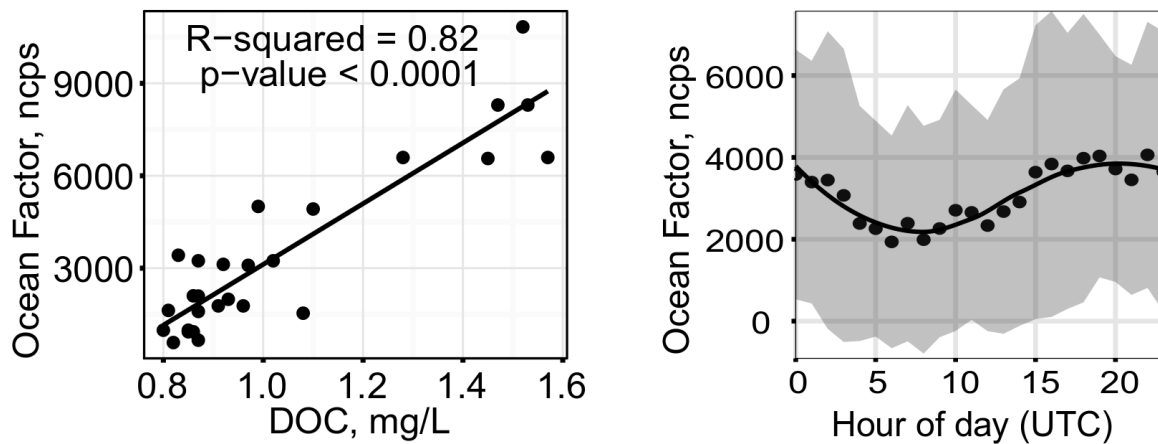 R−squared = 0.82
p−value < 0.0001
Ocean Factor, ncps
9000
6000
3000
0.8 1.0 1.2 1.4 1.6
DOC, mg/L
Ocean Factor, ncps
6000
4000
2000
0
0 5 10 15 20
Hour of day (UTC)